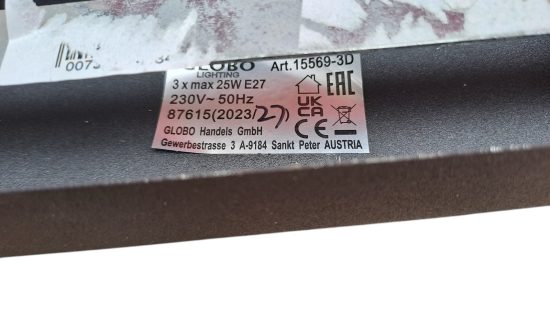 GLOBO Art.15569-3D
LIGHTING
3 x max 25W E27
230V~ 50Hz
87615(2023/27)
GLOBO Handels GmbH
Gewerbestrasse 3 A-9184 Sankt Peter AUSTRIA
EAC
UK
CA
CE